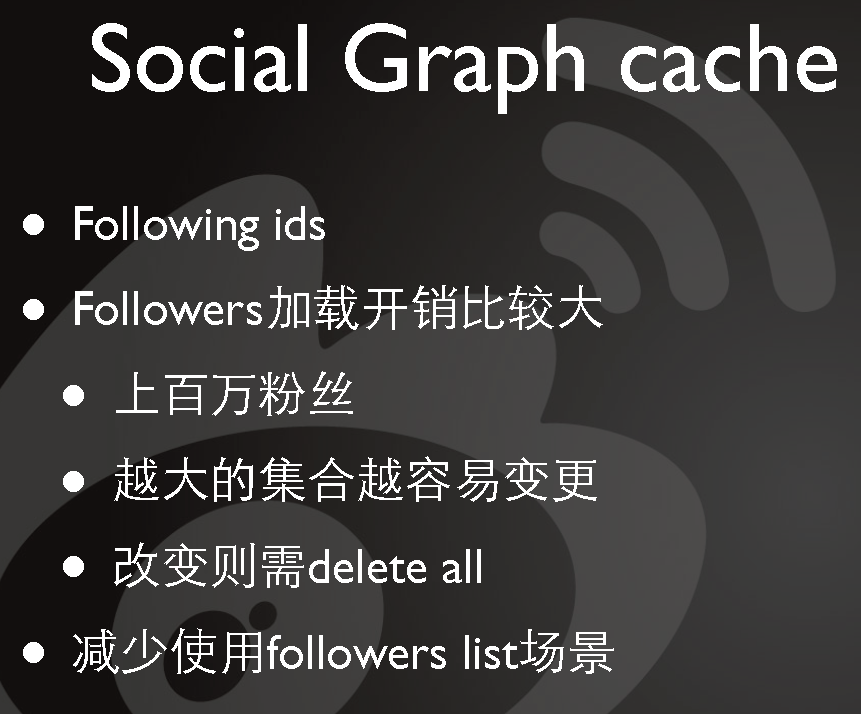 Social Graph cache
Following ids
Followers加载开销比较大
上百万粉丝
越大的集合越容易变更
改变则需delete all
减少使用followers list场景